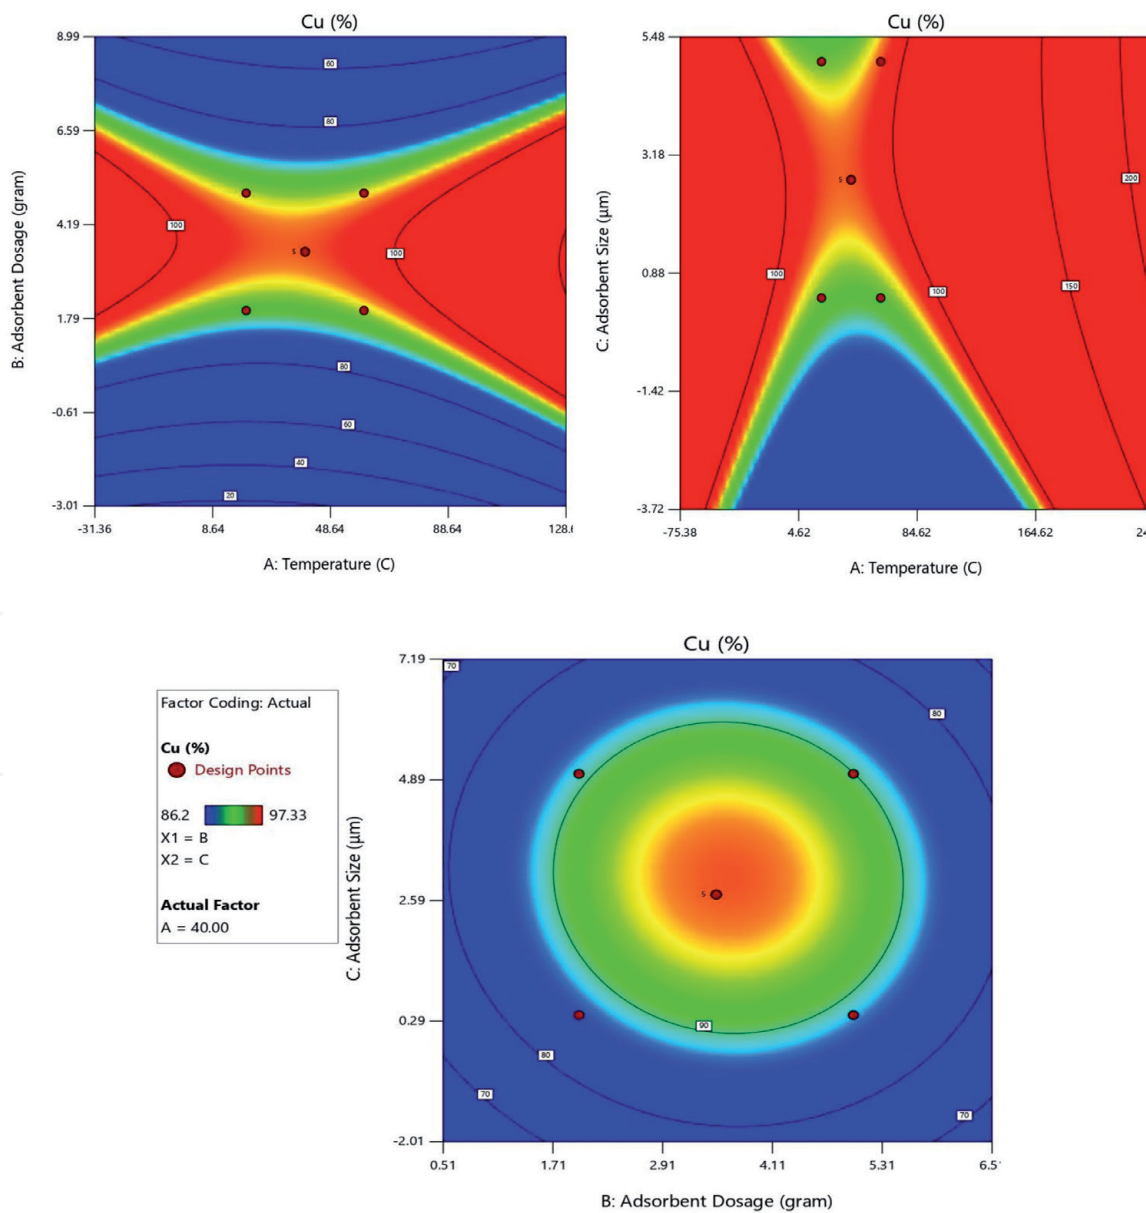 Cu (%)
8.99
6.59
4.19
1.79
-0.61
-3.01
B: Adsorbent Dosage (gram)
60
80
100
100
5
80
60
40
20
-31.36 8.64 48.64 88.64
A: Temperature (C)
Cu (%)
5.48
3.18
0.88
-1.42
-3.72
C: Adsorbent Size (µm)
5
200
100
100
150
-75.38 4.62 84.62 164.62
A: Temperature (C)
Factor Coding: Actual
Cu (%)
Design Points
86.2 97.33
X1 = B
X2 = C
Actual Factor
A = 40.00
Cu (%)
7.19
4.89
2.59
0.29
-2.01
C: Adsorbent Size (µm)
70
80
5
90
80
70
70
0.51 1.71 2.91 4.11 5.31
B: Adsorbent Dosage (gram)